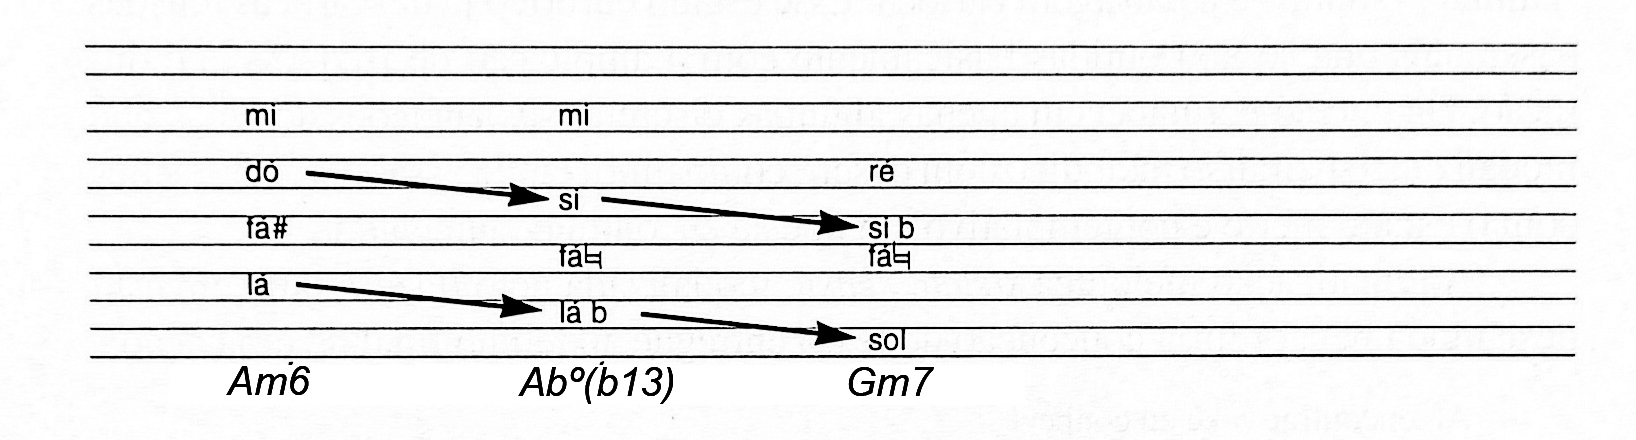 mi mi
dó ré
si
fá# si b
fá♮ fá♮
lá
lá b
sol
Am6 Abº(b13) Gm7